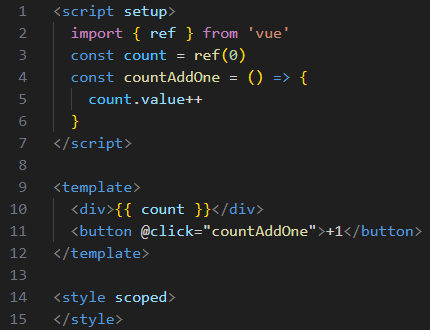 1 <script setup>
2   import { ref } from 'vue'
3   const count = ref(0)
4   const countAddOne = () => {
5     count.value++
6   }
7 </script>
8
9 <template>
10   <div>{{ count }}</div>
11   <button @click="countAddOne">+1</button>
12 </template>
13
14 <style scoped>
15 </style>